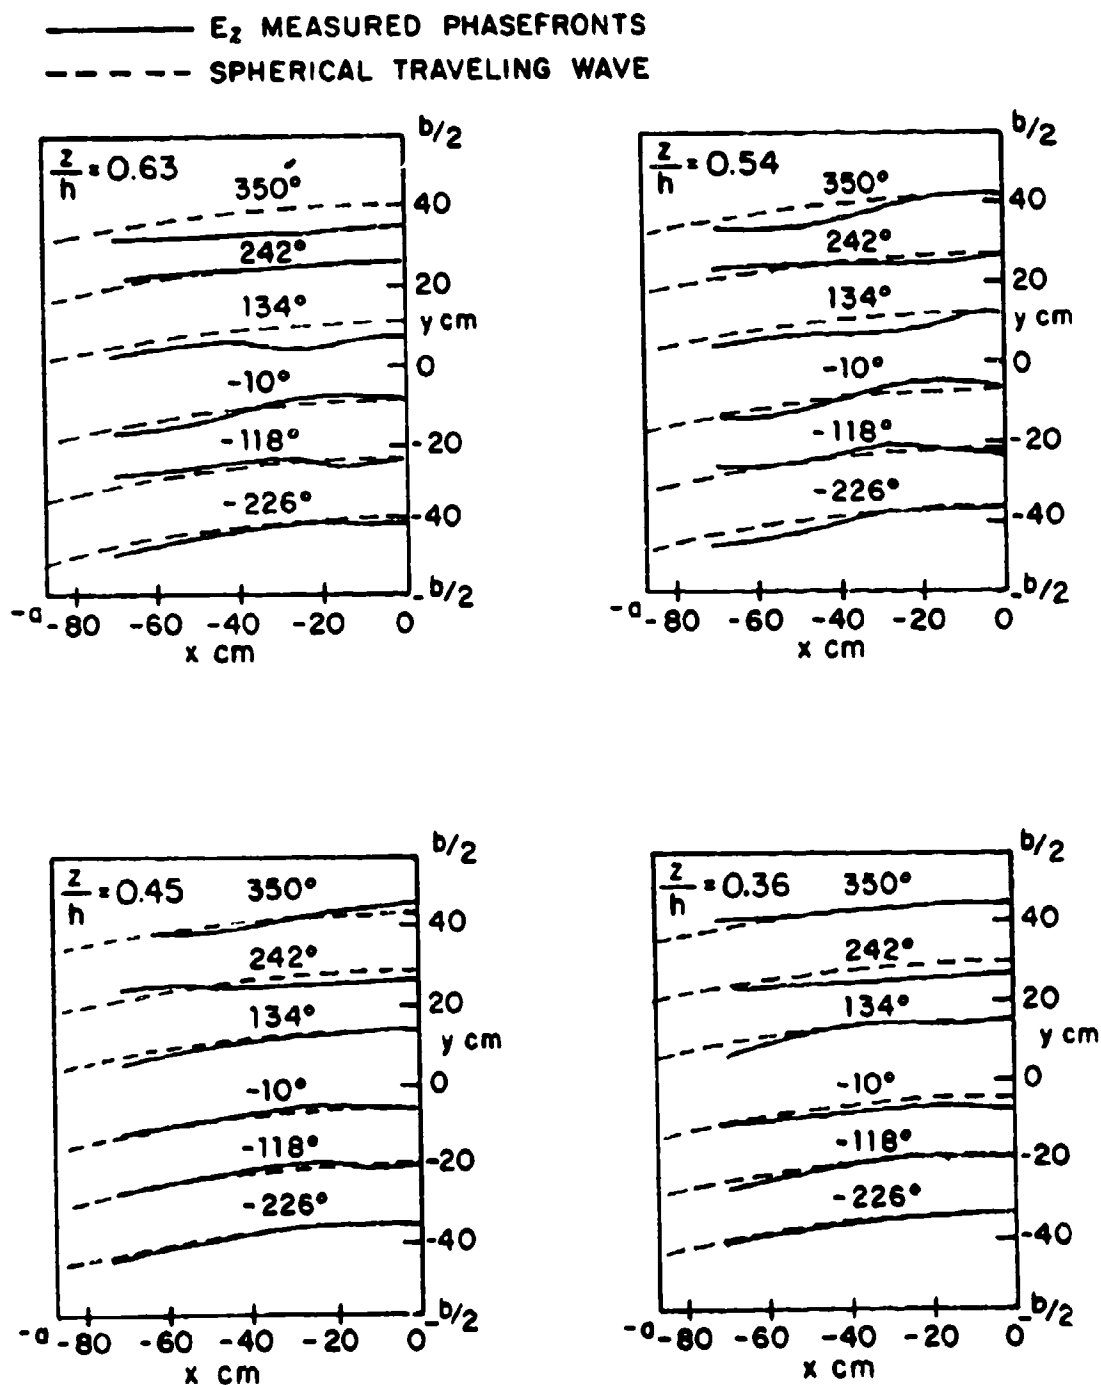 E_z MEASURED PHASEFRONTS
SPHERICAL TRAVELING WAVE
z/h = 0.63
b/2
350°
40
242°
20
134°
y cm
0
-10°
-118°
-20
-226°
-40
-b/2
-a -80 -60 -40 -20 0
x cm
z/h = 0.54
b/2
350°
40
242°
20
134°
y cm
0
-10°
-118°
-20
-226°
-40
-b/2
-a -80 -60 -40 -20 0
x cm
z/h = 0.45
b/2
350°
40
242°
20
134°
y cm
0
-10°
-118°
-20
-226°
-40
-b/2
-a -80 -60 -40 -20 0
x cm
z/h = 0.36
b/2
350°
40
242°
20
134°
y cm
0
-10°
-118°
-20
-226°
-40
-b/2
-a -80 -60 -40 -20 0
x cm